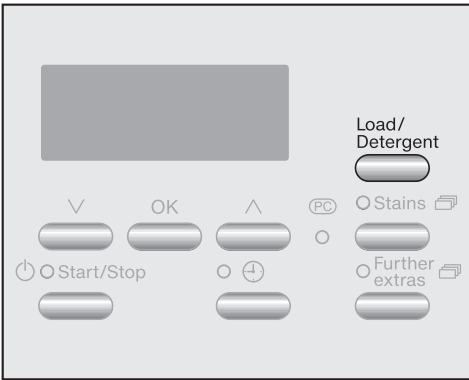 Load/
Detergent
OK
PC
Stains
Start/Stop
Further
extras